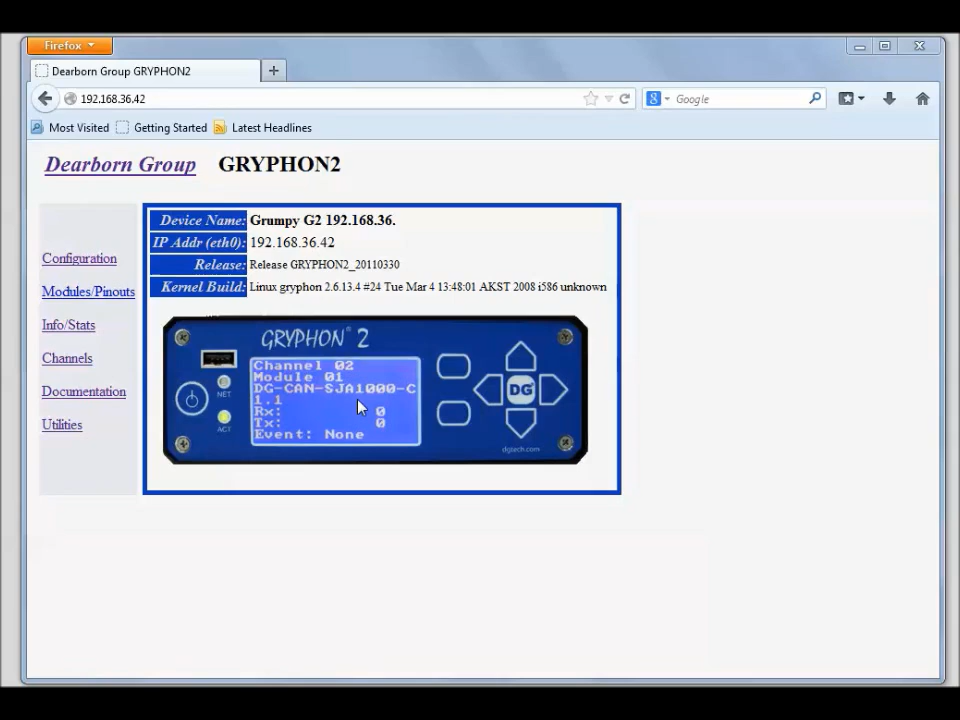 Firefox
Dearborn Group GRYPHON2
192.168.36.42
Google
Most Visited Getting Started Latest Headlines
Dearborn Group GRYPHON2
Configuration
Modules/Pinouts
Info/Stats
Channels
Documentation
Utilities
Device Name: Grumpy G2 192.168.36.
IP Addr (eth0): 192.168.36.42
Release: Release GRYPHON2_20110330
Kernel Build: Linux gryphon 2.6.13.4 #24 Tue Mar 4 13:48:01 AKST 2008 i586 unknown
GRYPHON® 2
Channel 02
Module 01
DG-CAN-SJA1000-C
1.1
Rx: 0
Tx: 0
Event: None
NET
ACT
DG
dgtech.com